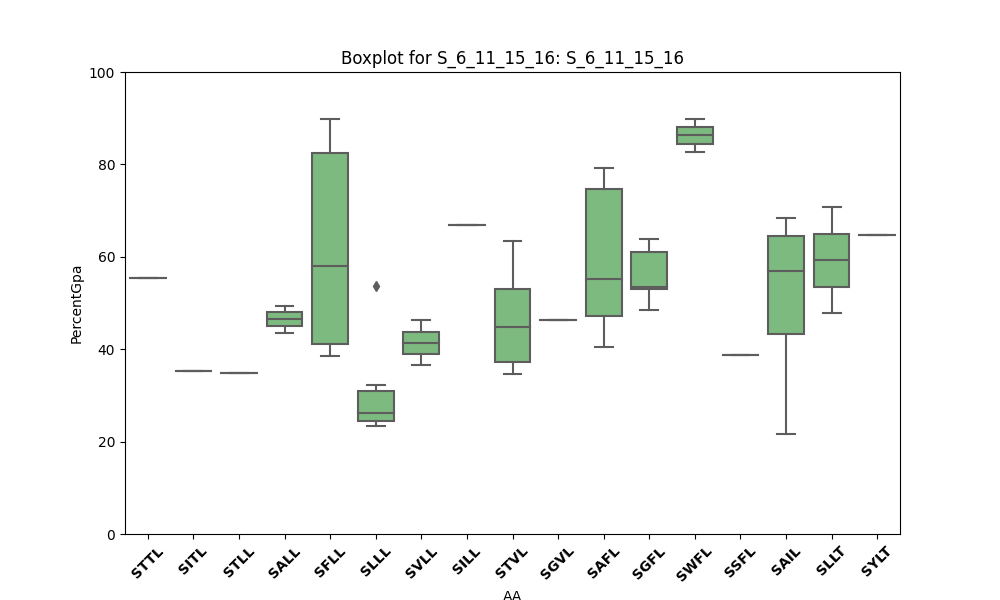 Boxplot for S_6_11_15_16: S_6_11_15_16
PercentGpa
100
80
60
40
20
0
STTL SITL STLL SALL SFLL SLLL SVLL SILL STVL SGVL SAFL SGFL SWFL SSFL SAIL SLLT SYLT
AA